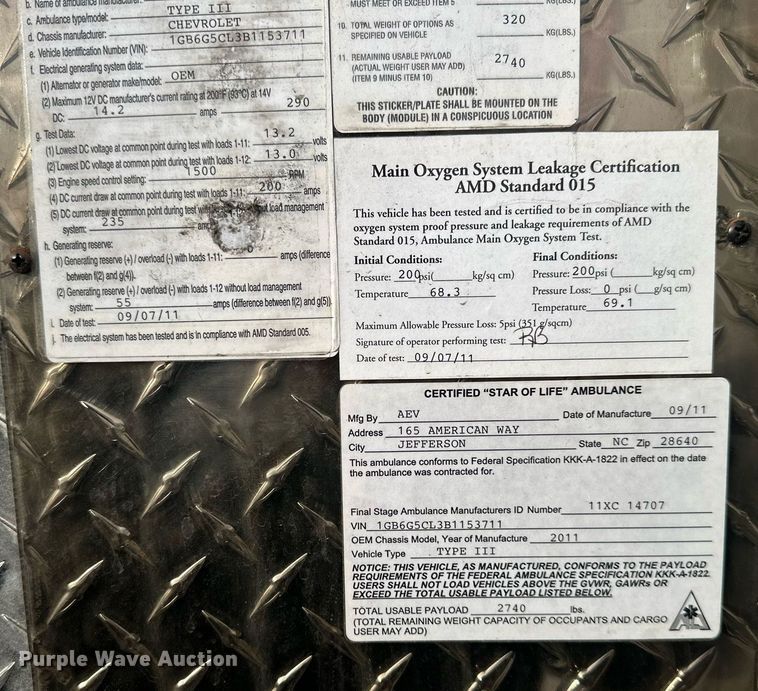 b. Name of ambulance manufacturer:
c. Ambulance type/model: TYPE III
d. Chassis manufacturer: CHEVROLET
e. Vehicle Identification Number (VIN): 1GB6G5CL3B1153711
f. Electrical generating system data:
(1) Alternator or generator make/model: OEM
(2) Maximum 12V DC manufacturer's current rating at 200°F (93°C) at 14V
DC: 14.2 amps 290
g. Test Data:
(1) Lowest DC voltage at common point during test with loads 1-11: 13.2 volts
(2) Lowest DC voltage at common point during test with loads 1-12: 13.0 volts
(3) Engine speed control setting: 1500 RPM
(4) DC current draw at common point during test with loads 1-11: 200 amps
(5) DC current draw at common point during test with without load management
system: 235 amps
h. Generating reserve:
(1) Generating reserve (+) / overload (-) with loads 1-11: 0 amps (difference
between f(2) and g(4)).
(2) Generating reserve (+) / overload (-) with loads 1-12 without load management
system: 55 amps (difference between f(2) and g(5)).
i. Date of test: 09/07/11
j. The electrical system has been tested and is in compliance with AMD Standard 005.
MUST MEET OR EXCEED ITEM 5 KG(LBS.)
10. TOTAL WEIGHT OF OPTIONS AS 320
SPECIFIED ON VEHICLE KG(LBS.)
11. REMAINING USABLE PAYLOAD 2740
(ACTUAL WEIGHT USER MAY ADD)
(ITEM 9 MINUS ITEM 10) KG(LBS.)
CAUTION:
THIS STICKER/PLATE SHALL BE MOUNTED ON THE
BODY (MODULE) IN A CONSPICUOUS LOCATION
Main Oxygen System Leakage Certification
AMD Standard 015
This vehicle has been tested and is certified to be in compliance with the
oxygen system proof pressure and leakage requirements of AMD
Standard 015, Ambulance Main Oxygen System Test.
Initial Conditions: Final Conditions:
Pressure: 200psi( kg/sq cm) Pressure: 200psi ( kg/sq cm)
Temperature 68.3 Pressure Loss: 0 psi ( g/sq cm)
Temperature 69.1
Maximum Allowable Pressure Loss: 5psi (351 g/sqcm)
Signature of operator performing test: RB
Date of test: 09/07/11
CERTIFIED "STAR OF LIFE" AMBULANCE
Mfg By AEV Date of Manufacture 09/11
Address 165 AMERICAN WAY
City JEFFERSON State NC Zip 28640
This ambulance conforms to Federal Specification KKK-A-1822 in effect on the date
the ambulance was contracted for.
Final Stage Ambulance Manufacturers ID Number 11XC 14707
VIN 1GB6G5CL3B1153711
OEM Chassis Model, Year of Manufacture 2011
Vehicle Type TYPE III
NOTICE: THIS VEHICLE, AS MANUFACTURED, CONFORMS TO THE PAYLOAD
REQUIREMENTS OF THE FEDERAL AMBULANCE SPECIFICATION KKK-A-1822.
USERS SHALL NOT LOAD VEHICLES ABOVE THE GVWR, GAWRs OR
EXCEED THE TOTAL USABLE PAYLOAD LISTED BELOW.
TOTAL USABLE PAYLOAD 2740 lbs.
(TOTAL REMAINING WEIGHT CAPACITY OF OCCUPANTS AND CARGO
USER MAY ADD)
Purple Wave Auction